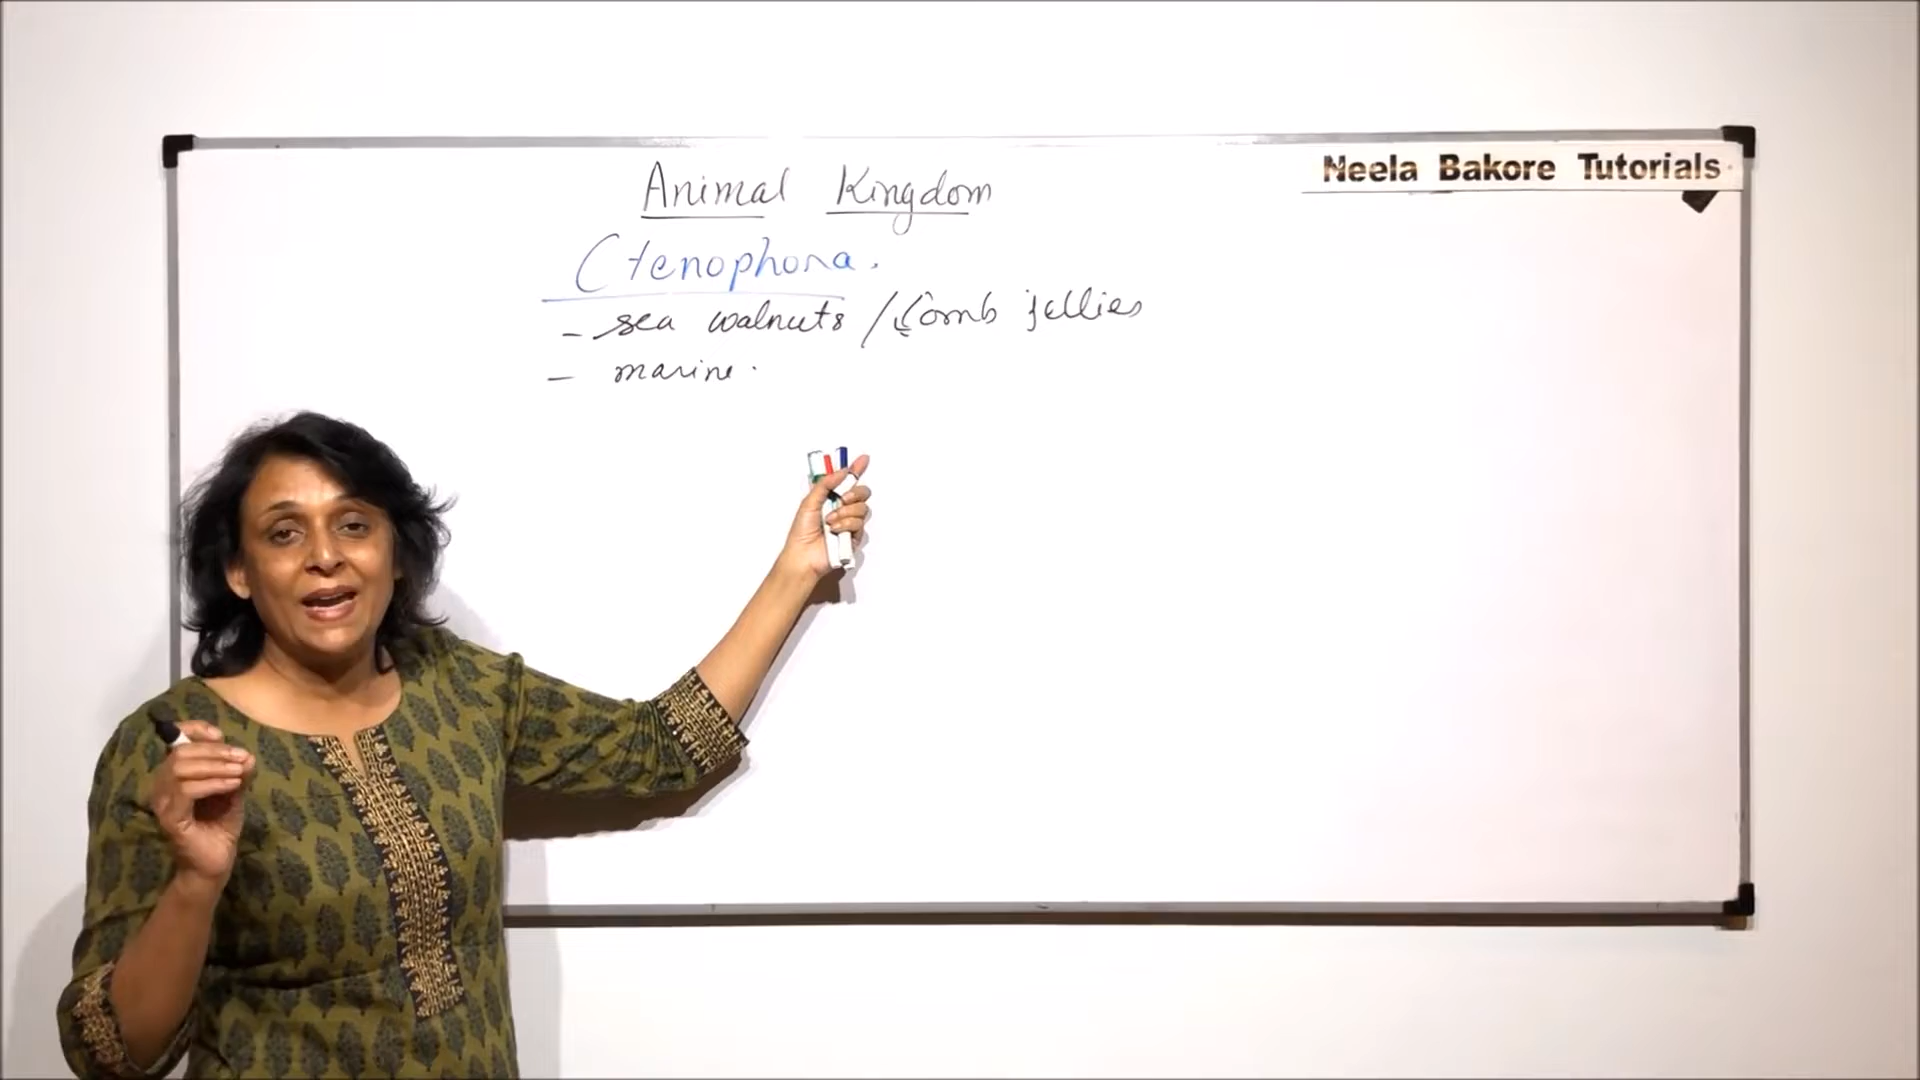 Neela Bakore Tutorials
Animal Kingdom
Ctenophora.
- sea walnuts / Comb jellies
- marine.